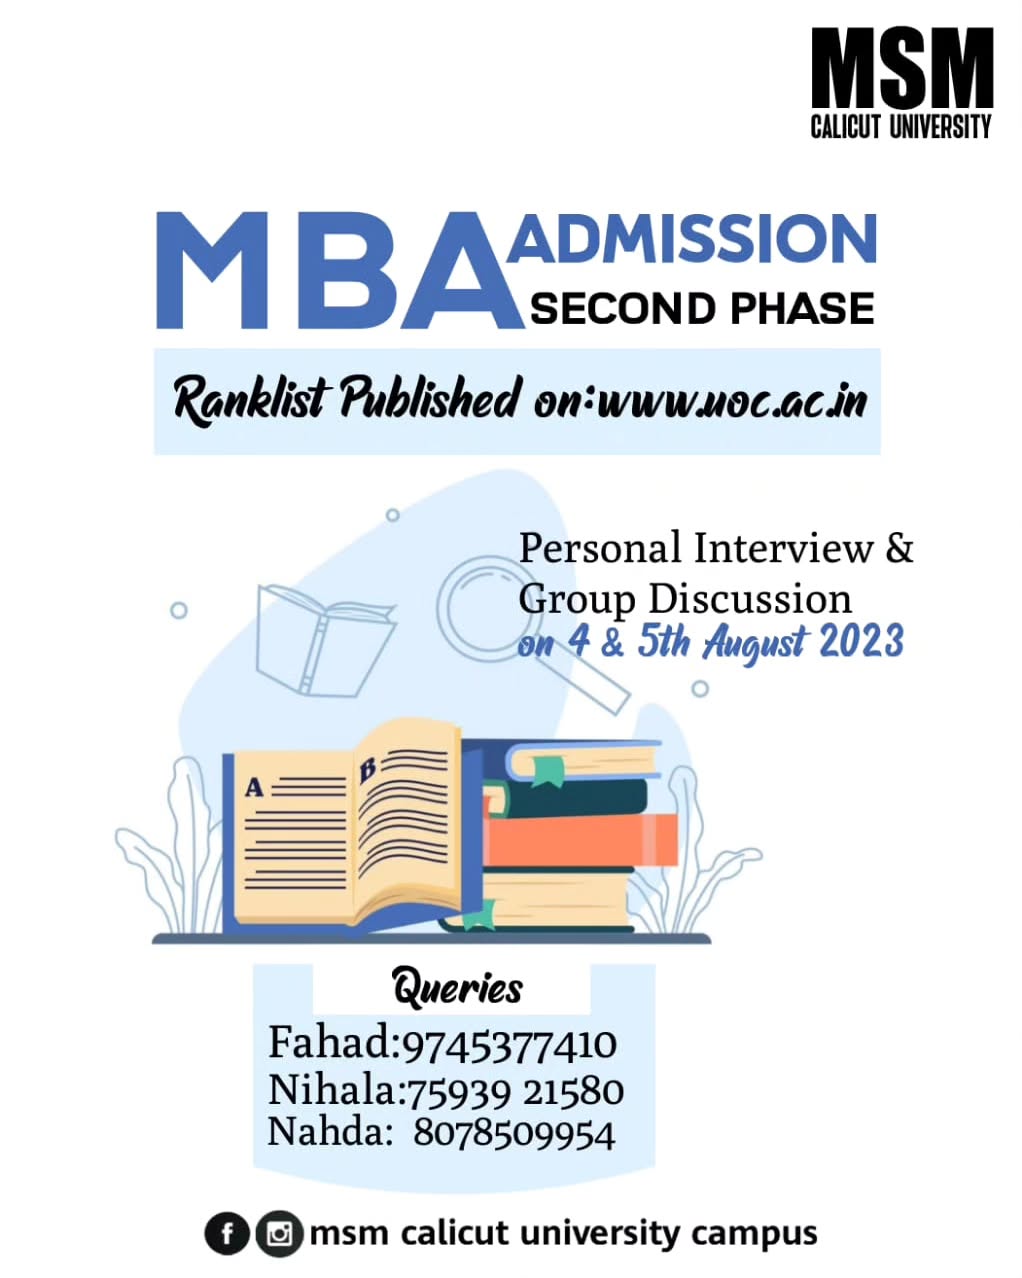 MSM
CALICUT UNIVERSITY
MBA ADMISSION
SECOND PHASE
Ranklist Published on:www.uoc.ac.in
Personal Interview &
Group Discussion
on 4 & 5th August 2023
A
B
Queries
Fahad:9745377410
Nihala:75939 21580
Nahda: 8078509954
msm calicut university campus